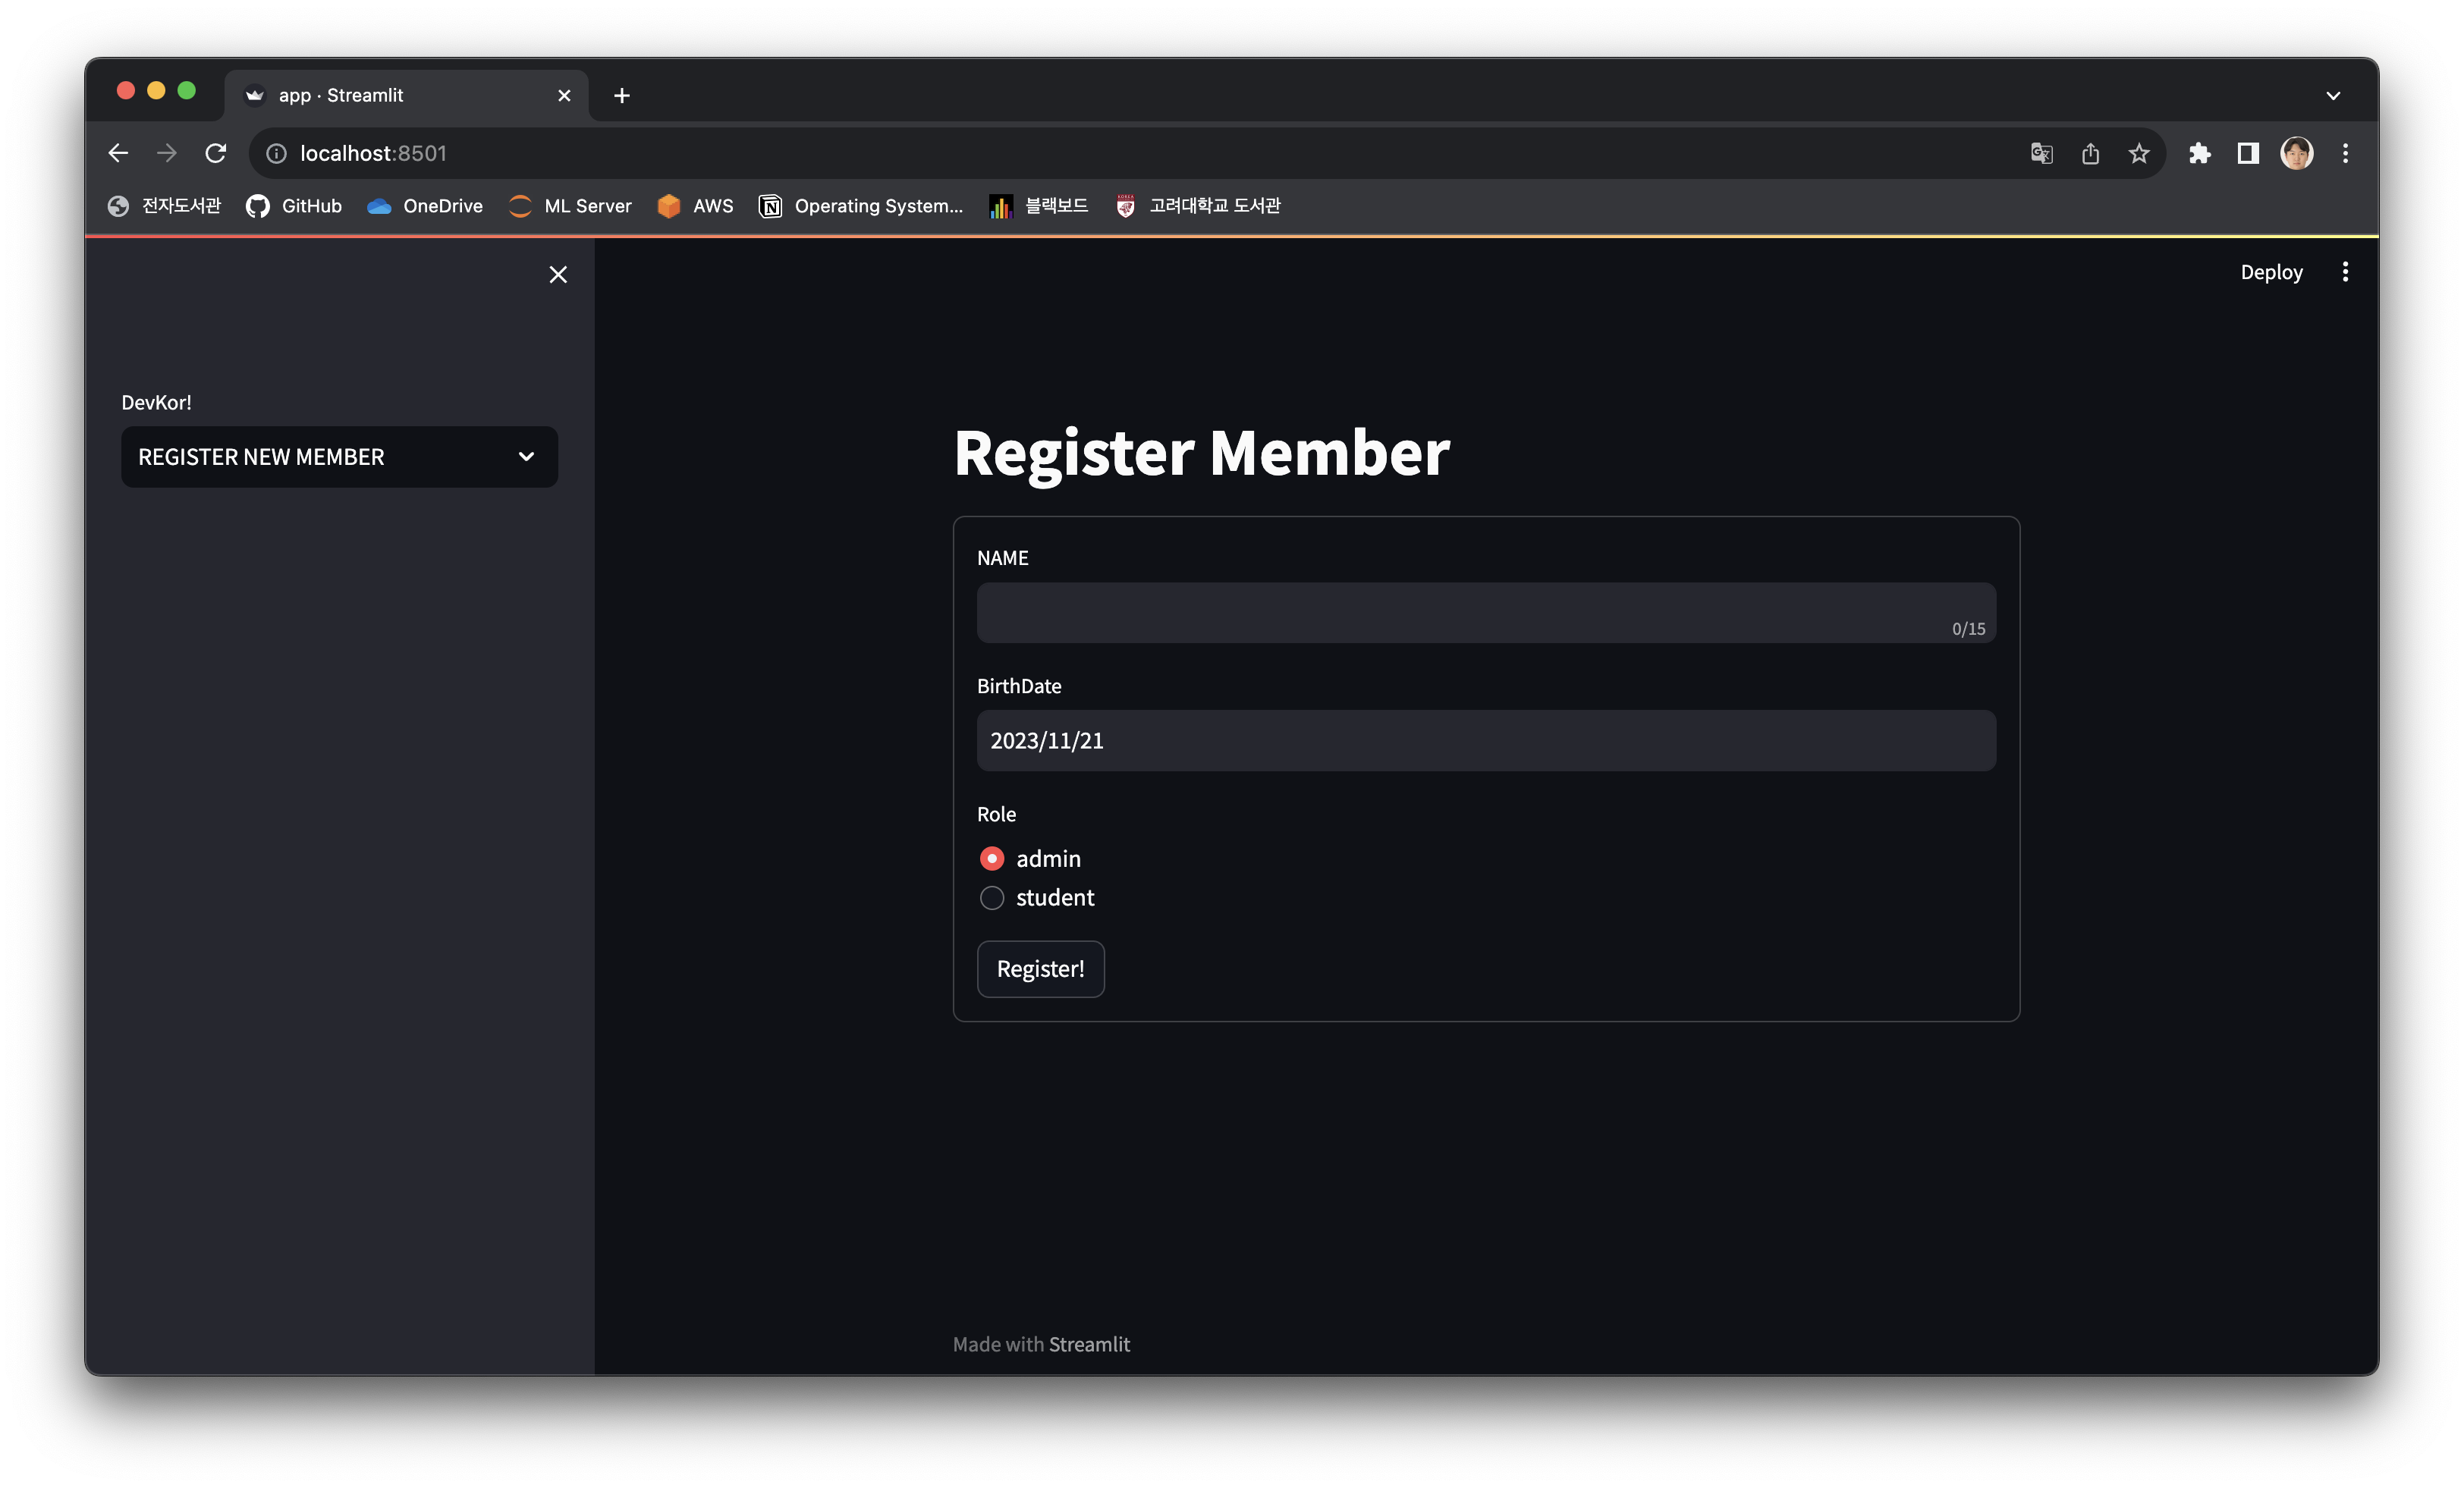 app · Streamlit
localhost:8501
전자도서관 GitHub OneDrive ML Server AWS Operating System... 블랙보드 고려대학교 도서관
Deploy
DevKor!
REGISTER NEW MEMBER
Register Member
NAME
0/15
BirthDate
2023/11/21
Role
admin
student
Register!
Made with Streamlit